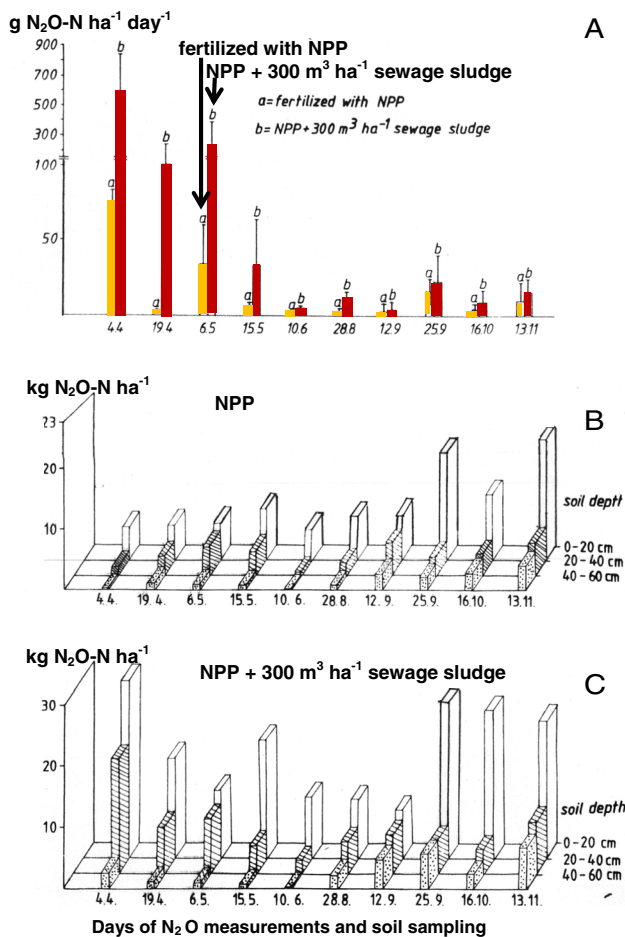 g N₂O-N ha⁻¹ day⁻¹
A
900
700
500
300
100
50
fertilized with NPP
NPP + 300 m³ ha⁻¹ sewage sludge
a=fertilized with NPP
b=NPP+300 m³ ha⁻¹ sewage sludge
b
a
b
a
b
a
b
a
b
a
b
a
b
a
b
a
b
a
b
a
b
a
4.4 19.4 6.5 15.5 10.6 28.8 12.9 25.9 16.10 13.11
kg N₂O-N ha⁻¹
NPP
B
23
20
10
soil deptt
0-20 cm
20-40 cm
40-60 cm
4.4. 19.4. 6.5. 15.5. 10.6. 28.8. 12.9. 25.9. 16.10. 13.11.
kg N₂O-N ha⁻¹
NPP + 300 m³ ha⁻¹ sewage sludge
C
30
20
10
soil depth
0-20 cm
20-40 cm
40-60 cm
4.4. 19.4. 6.5. 15.5. 10.6. 28.8. 12.9. 25.9. 16.10. 13.11.
Days of N₂O measurements and soil sampling